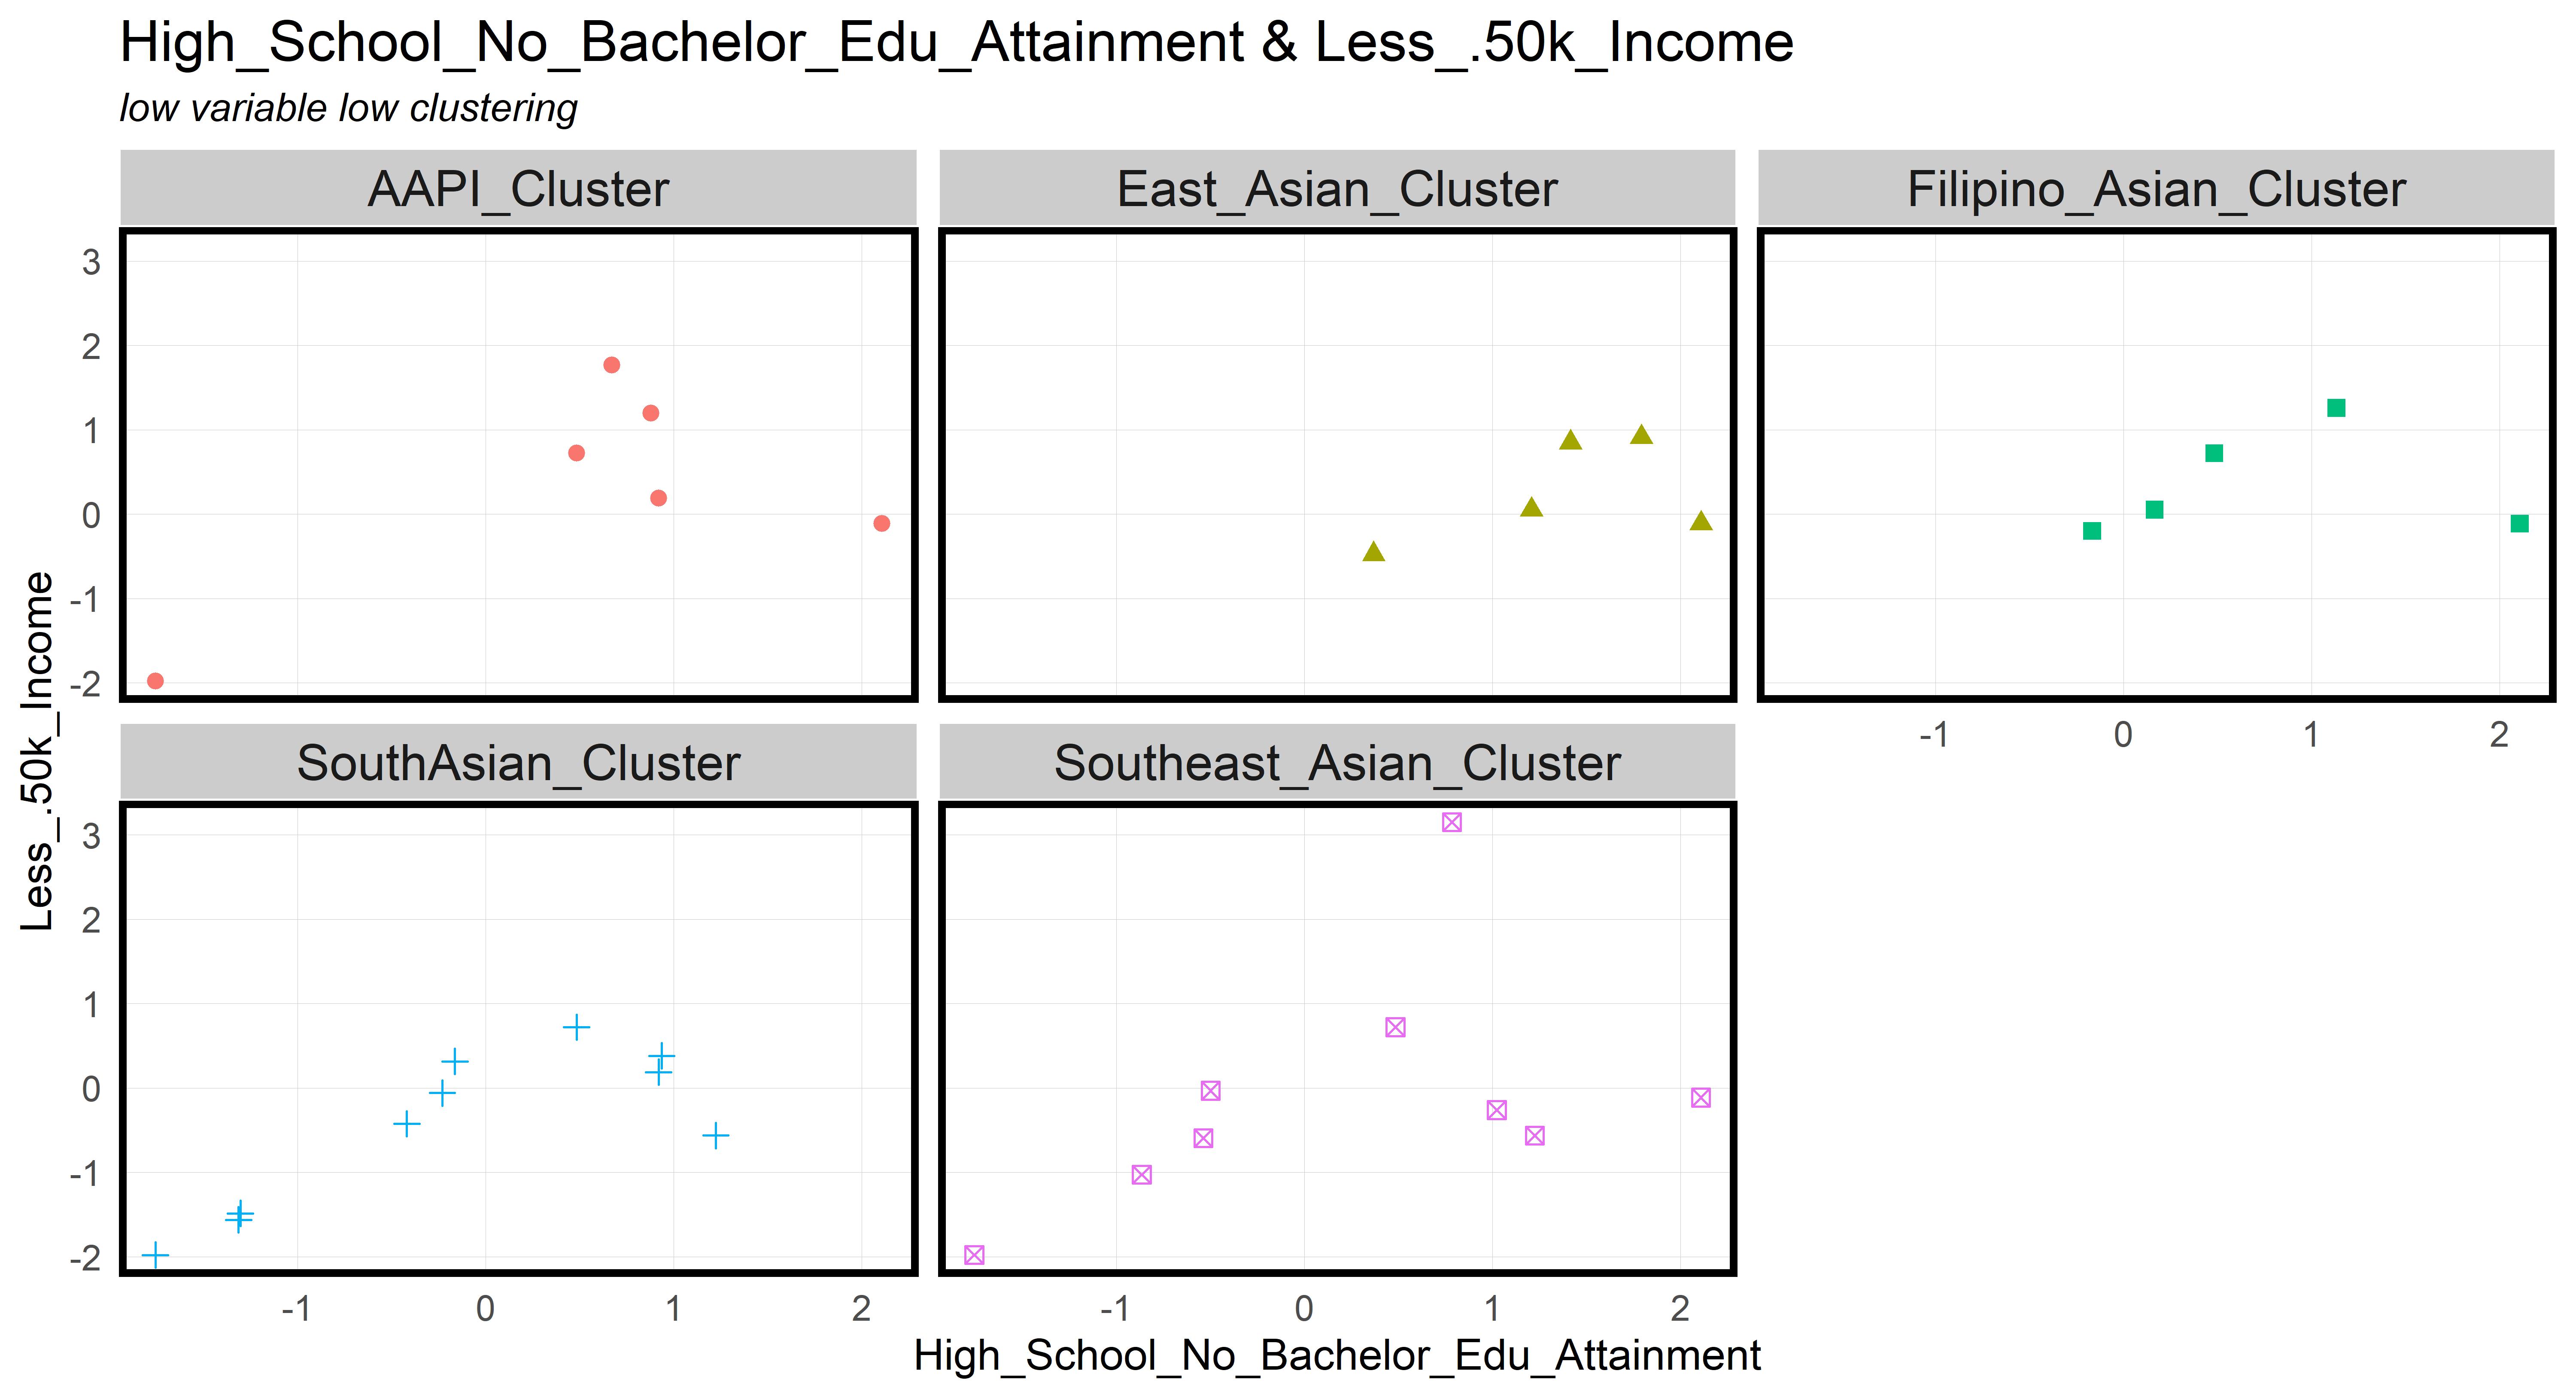 High_School_No_Bachelor_Edu_Attainment & Less_.50k_Income
low variable low clustering
AAPI_Cluster
East_Asian_Cluster
Filipino_Asian_Cluster
3
2
1
0
-1
-2
-1
0
1
2
SouthAsian_Cluster
Southeast_Asian_Cluster
3
2
1
0
-1
-2
-1
0
1
2
-1
0
1
2
Less_.50k_Income
High_School_No_Bachelor_Edu_Attainment